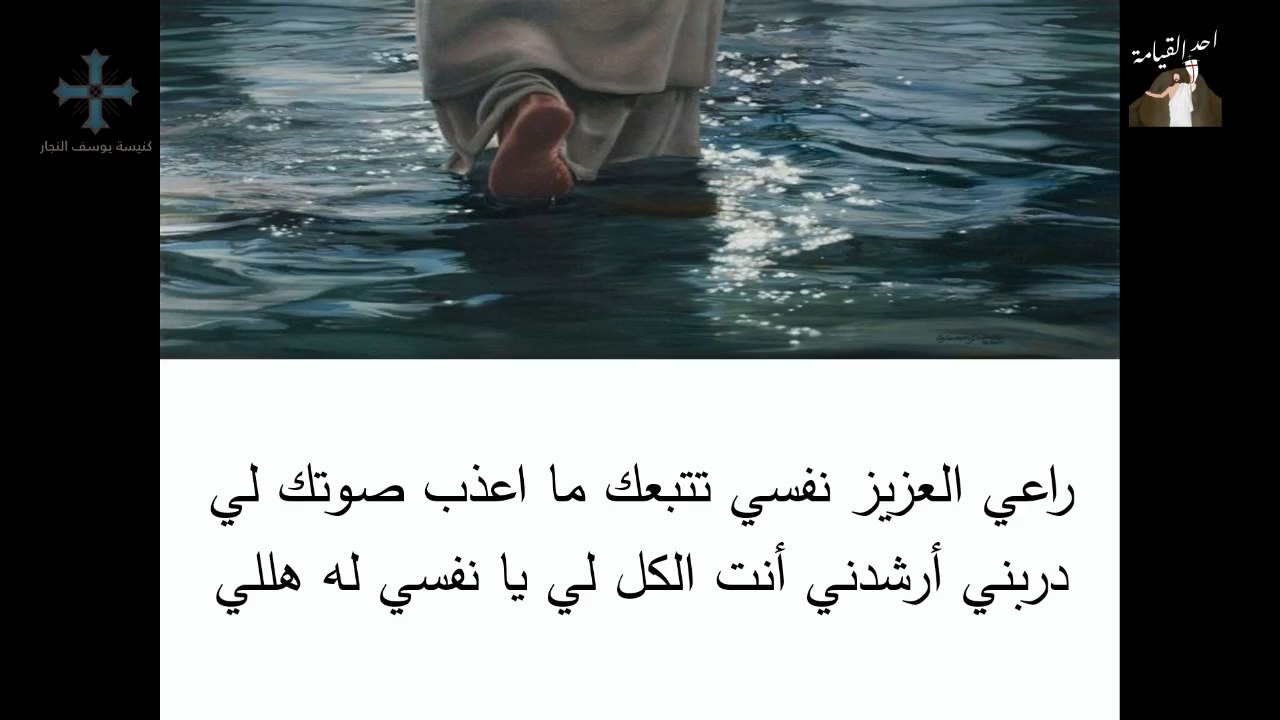 احد القيامة
كنيسة يوسف النجار
راعي العزيز نفسي تتبعك ما اعذب صوتك لي
دربني أرشدني أنت الكل لي يا نفسي له هللي